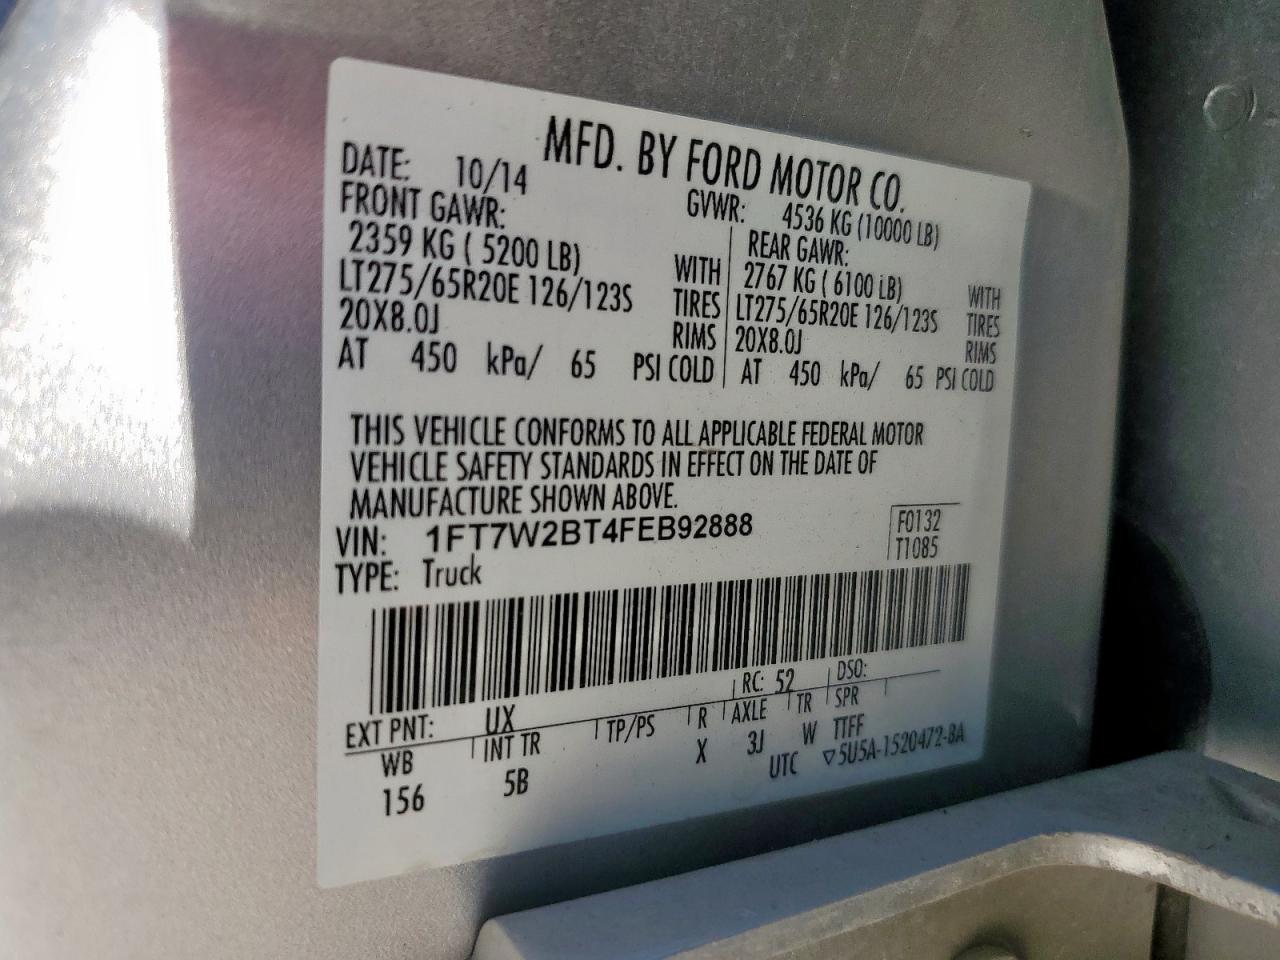 MFD. BY FORD MOTOR CO.
DATE: 10/14 GVWR: 4536 KG (10000 LB)
FRONT GAWR: REAR GAWR:
2359 KG ( 5200 LB) WITH 2767 KG ( 6100 LB) WITH
LT275/65R20E 126/123S TIRES LT275/65R20E 126/123S TIRES
20X8.0J RIMS 20X8.0J RIMS
AT 450 kPa/ 65 PSI COLD AT 450 kPa/ 65 PSI COLD
THIS VEHICLE CONFORMS TO ALL APPLICABLE FEDERAL MOTOR
VEHICLE SAFETY STANDARDS IN EFFECT ON THE DATE OF
MANUFACTURE SHOWN ABOVE.
VIN: 1FT7W2BT4FEB92888 F0132
TYPE: Truck T1085
EXT PNT: UX RC: 52 DSO:
WB INT TR TP/PS R AXLE TR SPR
156 5B X 3J W TTFF
UTC ▽5U5A-1520472-BA